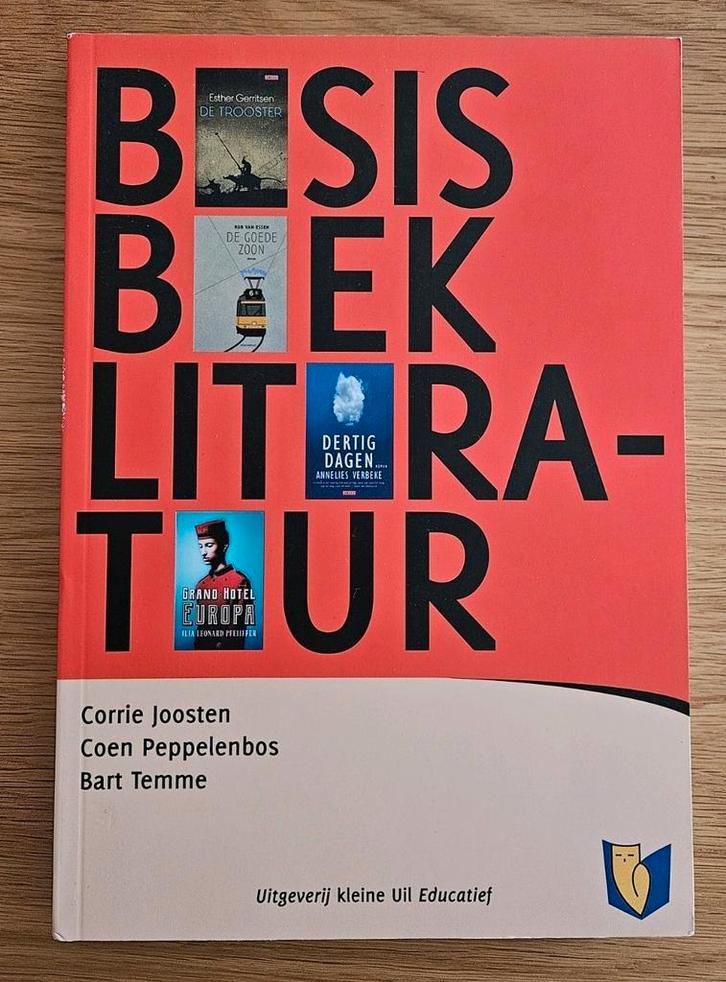 B SIS
Esther Gerritsen
DE TROOSTER
B EK
ROB VAN ESSEN
DE GOEDE
ZOON
LIT RA-
DERTIG
DAGEN
ANNELIES VERBEKE
T UR
GRAND HOTEL
EUROPA
ILJA LEONARD PFEIJFFER
Corrie Joosten
Coen Peppelenbos
Bart Temme
Uitgeverij kleine Uil Educatief